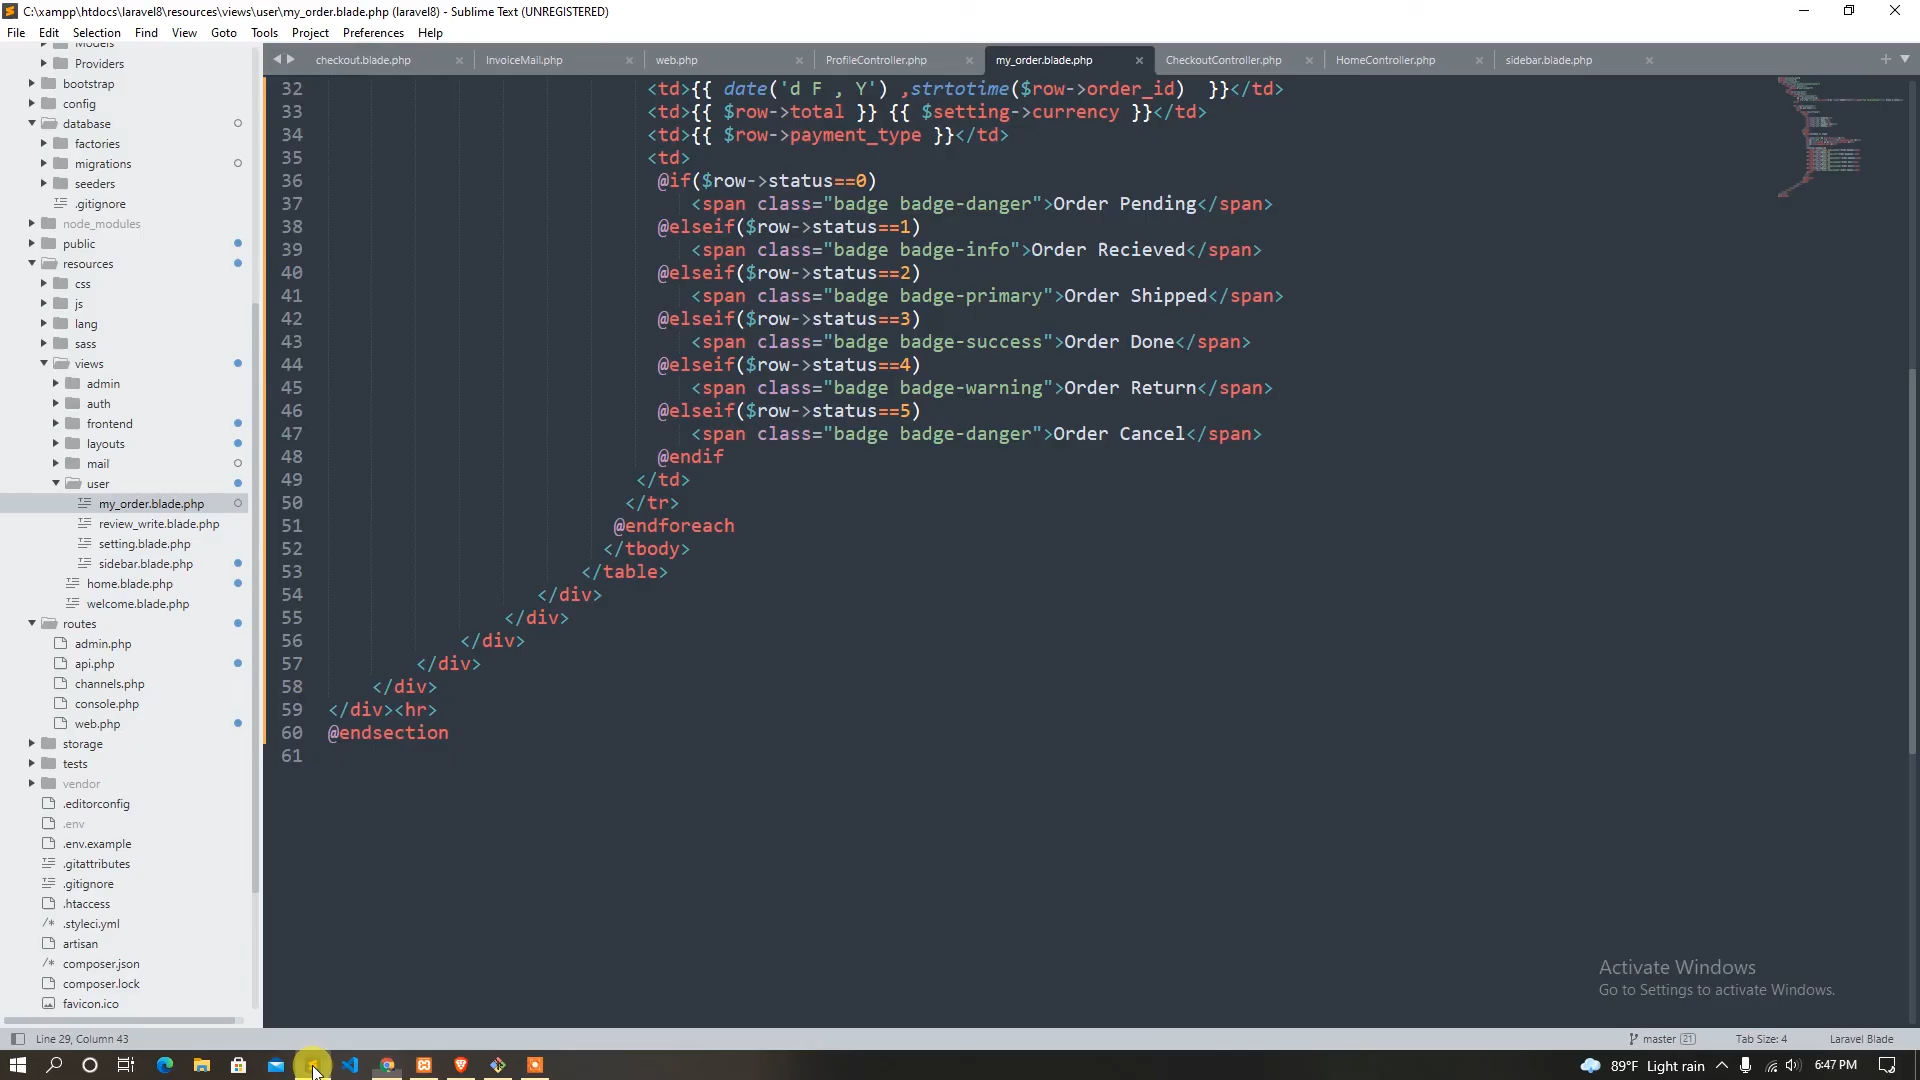 C:\xampp\htdocs\laravel8\resources\views\user\my_order.blade.php (laravel8) - Sublime Text (UNREGISTERED)
File Edit Selection Find View Goto Tools Project Preferences Help
Models
Providers
bootstrap
config
database
factories
migrations
seeders
.gitignore
node_modules
public
resources
css
js
lang
sass
views
admin
auth
frontend
layouts
mail
user
my_order.blade.php
review_write.blade.php
setting.blade.php
sidebar.blade.php
home.blade.php
welcome.blade.php
routes
admin.php
api.php
channels.php
console.php
web.php
storage
tests
vendor
.editorconfig
.env
.env.example
.gitattributes
.gitignore
.htaccess
.styleci.yml
artisan
composer.json
composer.lock
favicon.ico
checkout.blade.php InvoiceMail.php web.php ProfileController.php my_order.blade.php CheckoutController.php HomeController.php sidebar.blade.php
32 <td>{{ date('d F , Y') ,strtotime($row->order_id)  }}</td>
33 <td>{{ $row->total }} {{ $setting->currency }}</td>
34 <td>{{ $row->payment_type }}</td>
35 <td>
36 @if($row->status==0)
37 <span class="badge badge-danger">Order Pending</span>
38 @elseif($row->status==1)
39 <span class="badge badge-info">Order Recieved</span>
40 @elseif($row->status==2)
41 <span class="badge badge-primary">Order Shipped</span>
42 @elseif($row->status==3)
43 <span class="badge badge-success">Order Done</span>
44 @elseif($row->status==4)
45 <span class="badge badge-warning">Order Return</span>
46 @elseif($row->status==5)
47 <span class="badge badge-danger">Order Cancel</span>
48 @endif
49 </td>
50 </tr>
51 @endforeach
52 </tbody>
53 </table>
54 </div>
55 </div>
56 </div>
57 </div>
58 </div>
59 </div><hr>
60 @endsection
61
Activate Windows
Go to Settings to activate Windows.
Line 29, Column 43 master 21 Tab Size: 4 Laravel Blade
89°F Light rain 6:47 PM